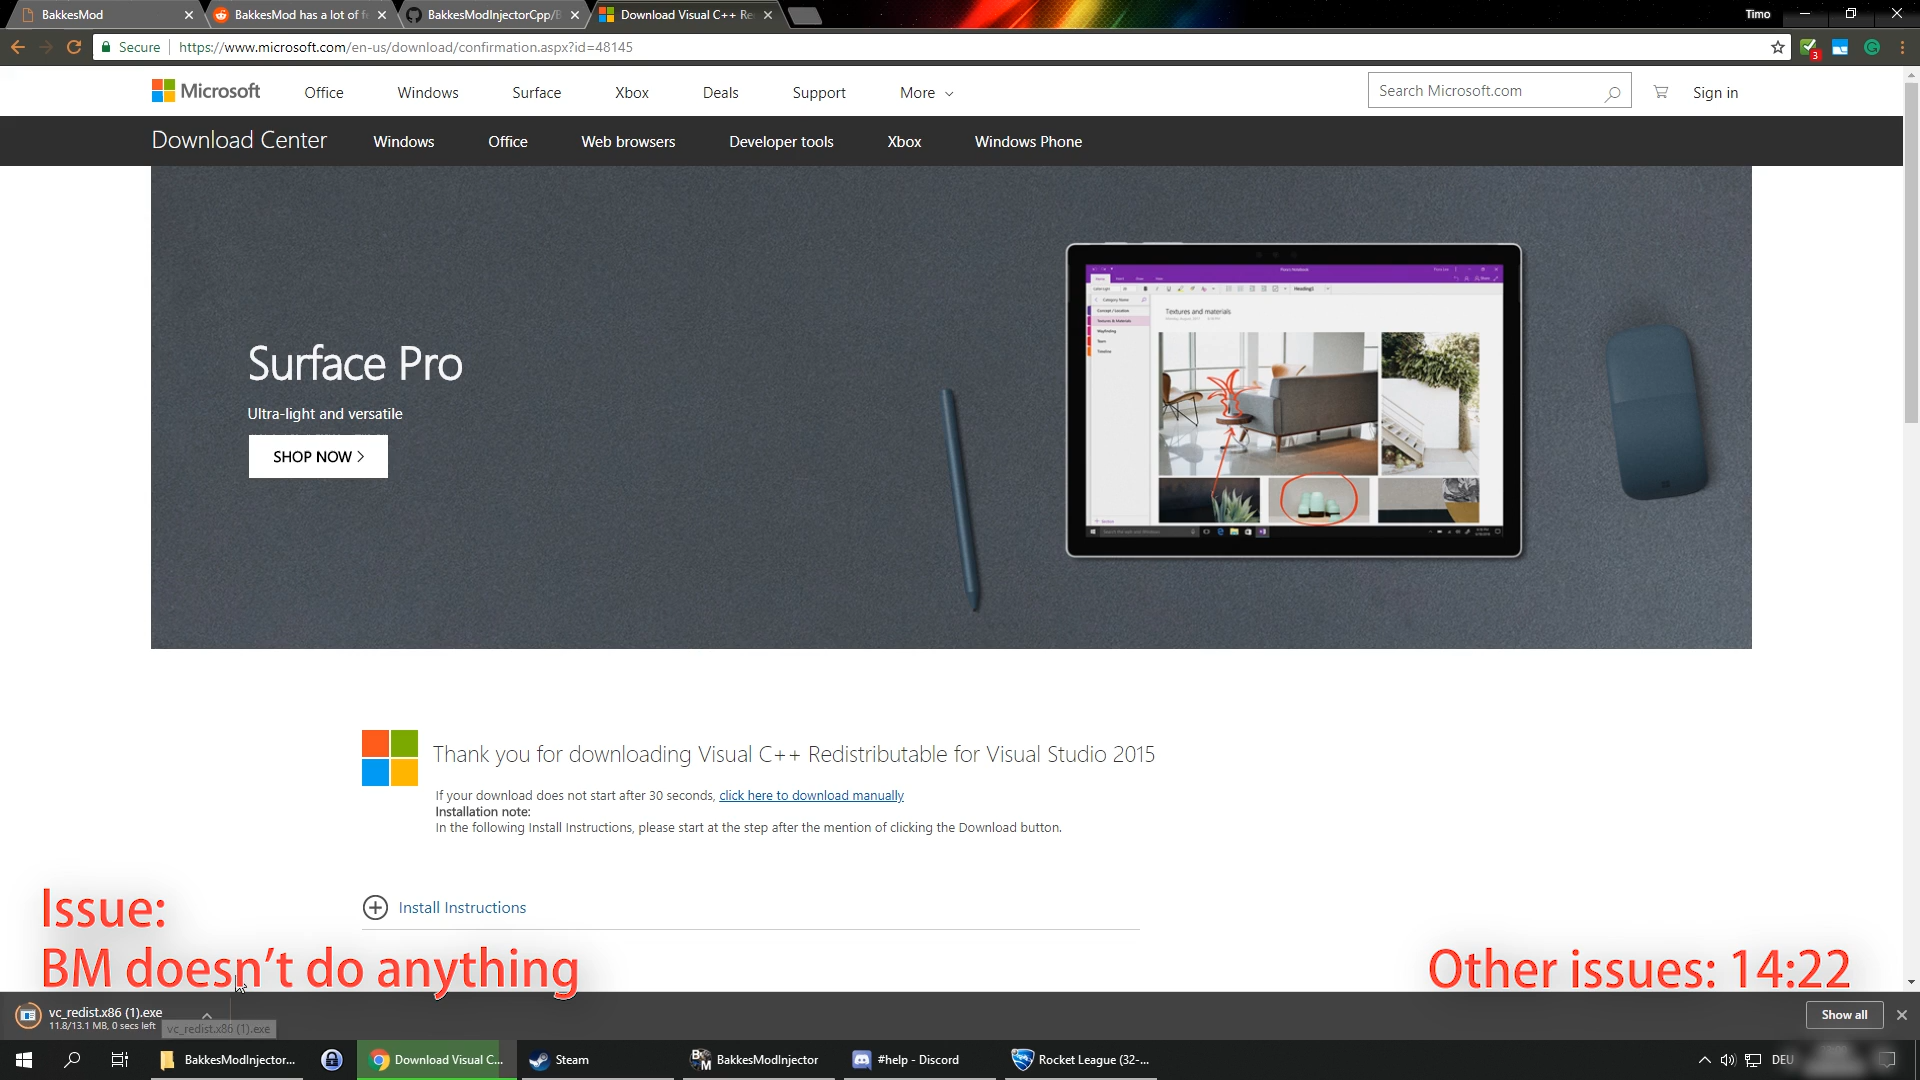 BakkesMod
BakkesMod has a lot of f
BakkesModInjectorCpp/B
Download Visual C++ Re
Timo
Secure
https://www.microsoft.com/en-us/download/confirmation.aspx?id=48145
3
Microsoft
Office
Windows
Surface
Xbox
Deals
Support
More
Search Microsoft.com
Sign in
Download Center
Windows
Office
Web browsers
Developer tools
Xbox
Windows Phone
Surface Pro
Ultra-light and versatile
SHOP NOW >
Textures and materials
Thank you for downloading Visual C++ Redistributable for Visual Studio 2015
If your download does not start after 30 seconds, click here to download manually
Installation note:
In the following Install Instructions, please start at the step after the mention of clicking the Download button.
Install Instructions
Issue:
BM doesn't do anything
Other issues: 14:22
vc_redist.x86 (1).exe
11.8/13.1 MB, 0 secs left
vc_redist.x86 (1).exe
Show all
BakkesModInjector...
Download Visual C...
Steam
BakkesModInjector
#help - Discord
Rocket League (32-...
DEU